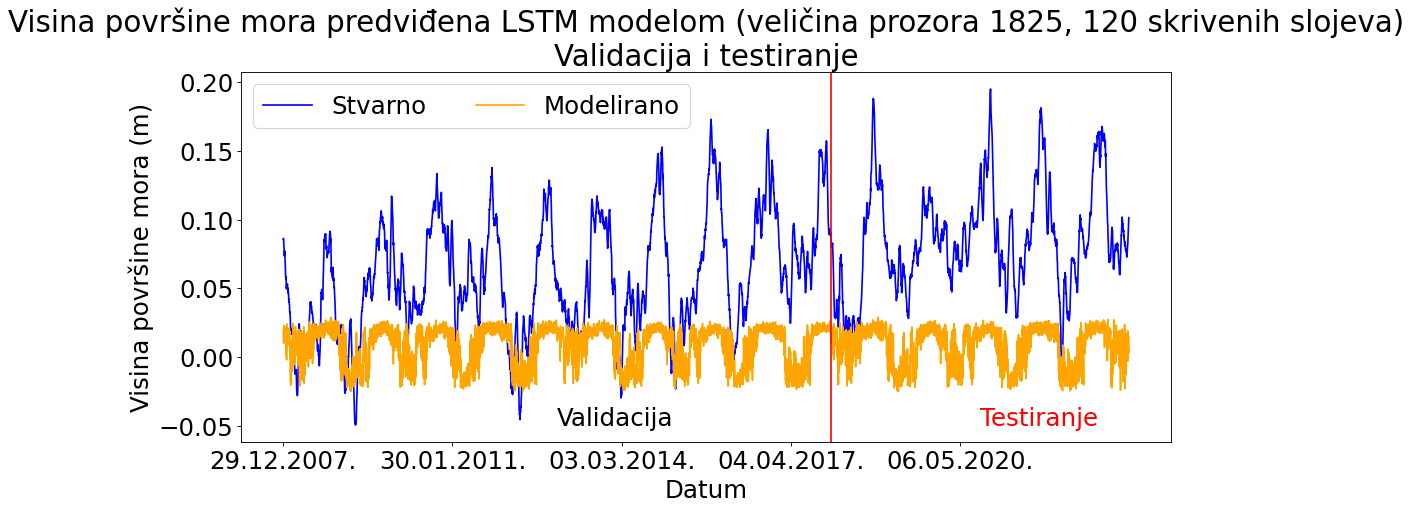 Visina površine mora predviđena LSTM modelom (veličina prozora 1825, 120 skrivenih slojeva)
Validacija i testiranje
Stvarno
Modelirano
Visina površine mora (m)
0.20
0.15
0.10
0.05
0.00
−0.05
Validacija
Testiranje
29.12.2007.
30.01.2011.
03.03.2014.
04.04.2017.
06.05.2020.
Datum